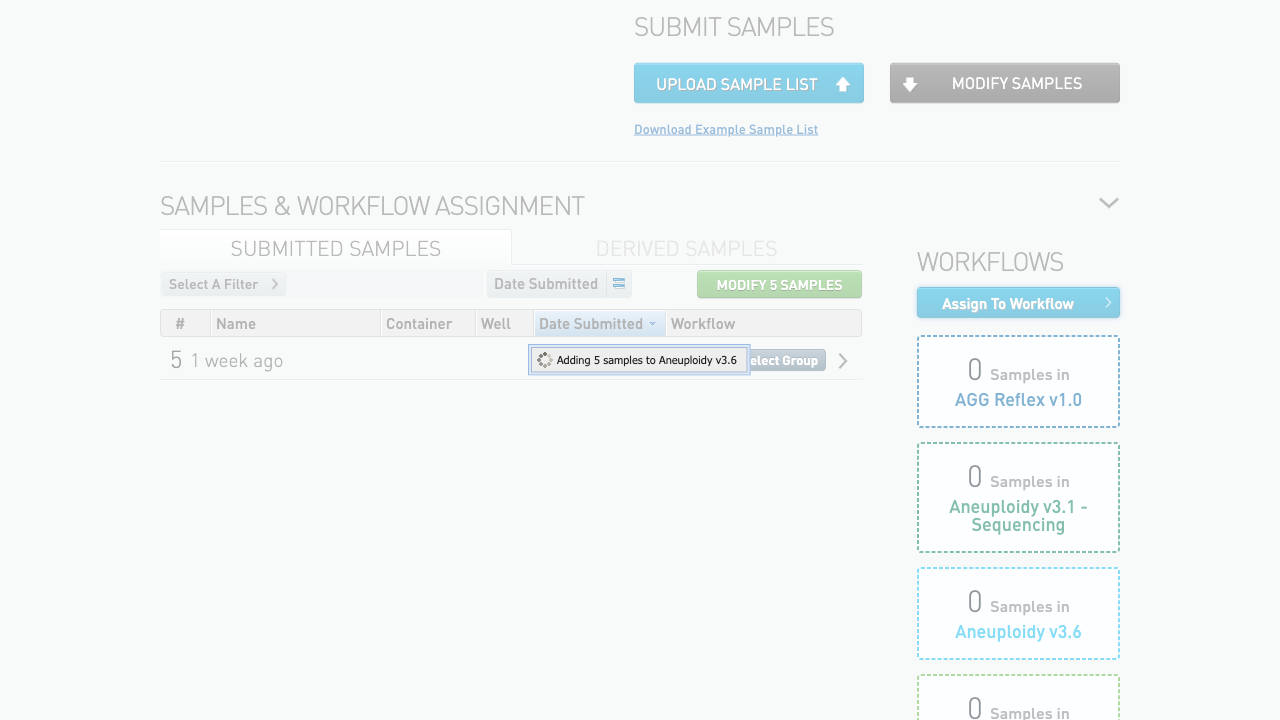 SUBMIT SAMPLES
UPLOAD SAMPLE LIST
MODIFY SAMPLES
Download Example Sample List
SAMPLES & WORKFLOW ASSIGNMENT
SUBMITTED SAMPLES
DERIVED SAMPLES
Select A Filter
Date Submitted
MODIFY 5 SAMPLES
# Name Container Well Date Submitted Workflow
5 1 week ago
Adding 5 samples to Aneuploidy v3.6
elect Group
WORKFLOWS
Assign To Workflow
0 Samples in
AGG Reflex v1.0
0 Samples in
Aneuploidy v3.1 -
Sequencing
0 Samples in
Aneuploidy v3.6
0 Samples in